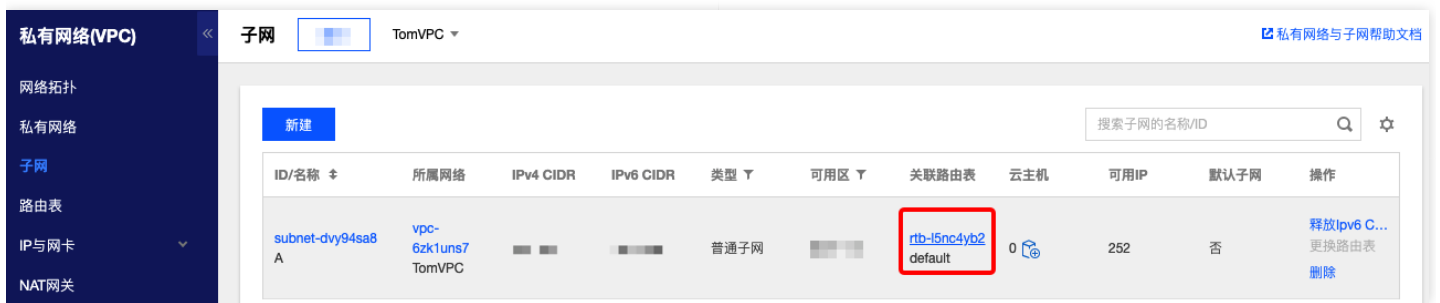 私有网络(VPC)
网络拓扑
私有网络
子网
路由表
IP与网卡
NAT网关
子网 TomVPC
私有网络与子网帮助文档
新建
搜索子网的名称/ID
ID/名称 所属网络 IPv4 CIDR IPv6 CIDR 类型 可用区 关联路由表 云主机 可用IP 默认子网 操作
subnet-dvy94sa8
A
vpc-
6zk1uns7
TomVPC
普通子网
rtb-l5nc4yb2
default
0
252
否
释放Ipv6 C...
更换路由表
删除